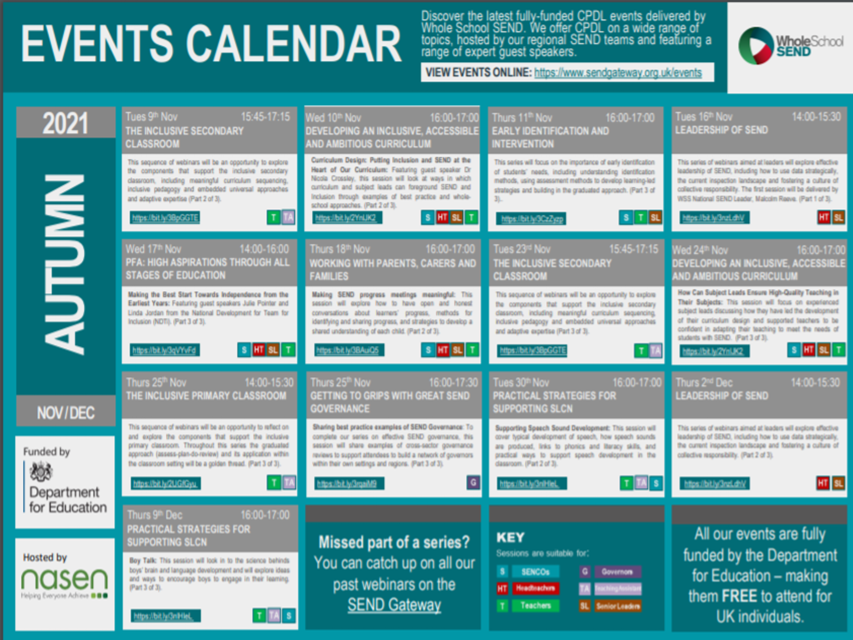 EVENTS CALENDAR
Discover the latest fully-funded CPDL events delivered by
Whole SEND. We offer CPDL on a wide range of
topics, hosted by our regional SEND teams and featuring a
range of expert guest speakers.
VIEW EVENTS ONLINE: https://www.sendgateway.org.uk/events
WholeSchool
SEND
2021
AUTUMN
NOV/DEC
Funded by
Department
for Education
Hosted by
nasen
Helping Everyone Achieve
Tues 9th Nov 15:45-17:15
THE INCLUSIVE SECONDARY
CLASSROOM
This sequence of webinars will be an opportunity to explore
the components that support the inclusive secondary
classroom, including meaningful curriculum sequencing,
inclusive pedagogy and embedded universal approaches
and adaptive expertise (Part 2 of 3).
https://bit.ly/3BpGGTE
T TA
Wed 10th Nov 16:00-17:00
DEVELOPING AN INCLUSIVE, ACCESSIBLE
AND AMBITIOUS CURRICULUM
Curriculum Design: Putting Inclusion and SEND at the
Heart of Our Curriculum: Featuring guest speaker Dr
Nicola Crossley, this session will look at ways in which
curriculum and subject leads can foreground SEND and
Inclusion through examples of best practice and whole-
school approaches. (Part 2 of 3).
https://bit.ly/2YnIJK2
S HT SL T
Thurs 11th Nov 16:00-17:00
EARLY IDENTIFICATION AND
INTERVENTION
This series will focus on the importance of early identification
of students' needs, including understanding identification
methods, using assessment methods to develop learning-led
strategies and building in the graduated approach. (Part 3 of
3).
https://bit.ly/3CzZyzp
S T SL
Tues 16th Nov 14:00-15:30
LEADERSHIP OF SEND
This series of webinars aimed at leaders will explore effective
leadership of SEND, including how to use data strategically,
the current inspection landscape and fostering a culture of
collective responsibility. The first session will be delivered by
WSS National SEND Leader, Malcolm Reeve. (Part 1 of 3).
https://bit.ly/3nzLdhV
HT SL
Wed 17th Nov 14:00-16:00
PFA: HIGH ASPIRATIONS THROUGH ALL
STAGES OF EDUCATION
Making the Best Start Towards Independence from the
Earliest Years: Featuring guest speakers Julie Pointer and
Linda Jordan from the National Development Team for
Inclusion (NDTi). (Part 3 of 3).
https://bit.ly/3qVYvFd
S HT SL T
Thurs 18th Nov 16:00-17:00
WORKING WITH PARENTS, CARERS AND
FAMILIES
Making SEND progress meetings meaningful: This
session will explore how to have open and honest
conversations about learners' progress, methods for
identifying and sharing progress, and strategies to develop a
shared understanding of each child. (Part 2 of 3).
S HT SL T
Tues 23rd Nov 15:45-17:15
THE INCLUSIVE SECONDARY
CLASSROOM
This sequence of webinars will be an opportunity to explore
the components that support the inclusive secondary
classroom, including meaningful curriculum sequencing,
inclusive pedagogy and embedded universal approaches
and adaptive expertise (Part 2 of 3).
https://bit.ly/3BpGGTE
T TA
Wed 24th Nov 16:00-17:00
DEVELOPING AN INCLUSIVE, ACCESSIBLE
AND AMBITIOUS CURRICULUM
How Can Subject Leads Ensure High-Quality Teaching in
Their Subjects: This session will focus on experienced
subject leads discussing how they have led the development
of their curriculum design and supported teachers to be
confident in adapting their teaching to meet the needs of
students with SEND. (Part 3 of 3).
https://bit.ly/2YnIJK2
S HT SL T
Thurs 25th Nov 14:00-15:30
THE INCLUSIVE PRIMARY CLASSROOM
This sequence of webinars will be an opportunity to reflect on
and explore the components that support the inclusive
primary classroom. Throughout this series the graduated
approach (assess-plan-do-review) and its application within
the classroom setting will be a golden thread. (Part 3 of 3).
https://bit.ly/2UGfGyu
T TA
Thurs 25th Nov 16:00-17:30
GETTING TO GRIPS WITH GREAT SEND
GOVERNANCE
Sharing best practice examples of SEND Governance: To
complete our series on effective SEND governance, this
session will share examples of cross-sector governance
reviews to support attendees to build a network of governors
within their own settings and regions. (Part 3 of 3).
G
Tues 30th Nov 16:00-17:00
PRACTICAL STRATEGIES FOR
SUPPORTING SLCN
Supporting Speech Sound Development: This session will
cover typical development of speech, how speech sounds
are produced, links to phonics and literacy skills, and
practical ways to support speech development in the
classroom. (Part 2 of 3).
T TA S
Thurs 2nd Dec 14:00-15:30
LEADERSHIP OF SEND
This series of webinars aimed at leaders will explore effective
leadership of SEND, including how to use data strategically,
the current inspection landscape and fostering a culture of
collective responsibility. (Part 2 of 3).
https://bit.ly/3nzLdhV
HT SL
Thurs 9th Dec 16:00-17:00
PRACTICAL STRATEGIES FOR
SUPPORTING SLCN
Boy Talk: This session will look in to the science behind
boys' brain and language development and will explore ideas
and ways to encourage boys to engage in their learning.
(Part 3 of 3).
T TA S
Missed part of a series?
You can catch up on all our
past webinars on the
SEND Gateway
KEY
Sessions are suitable for:
S SENCOs G Governors
HT Headteachers TA Teaching Assistants
T Teachers SL Senior Leaders
All our events are fully
funded by the Department
for Education – making
them FREE to attend for
UK individuals.